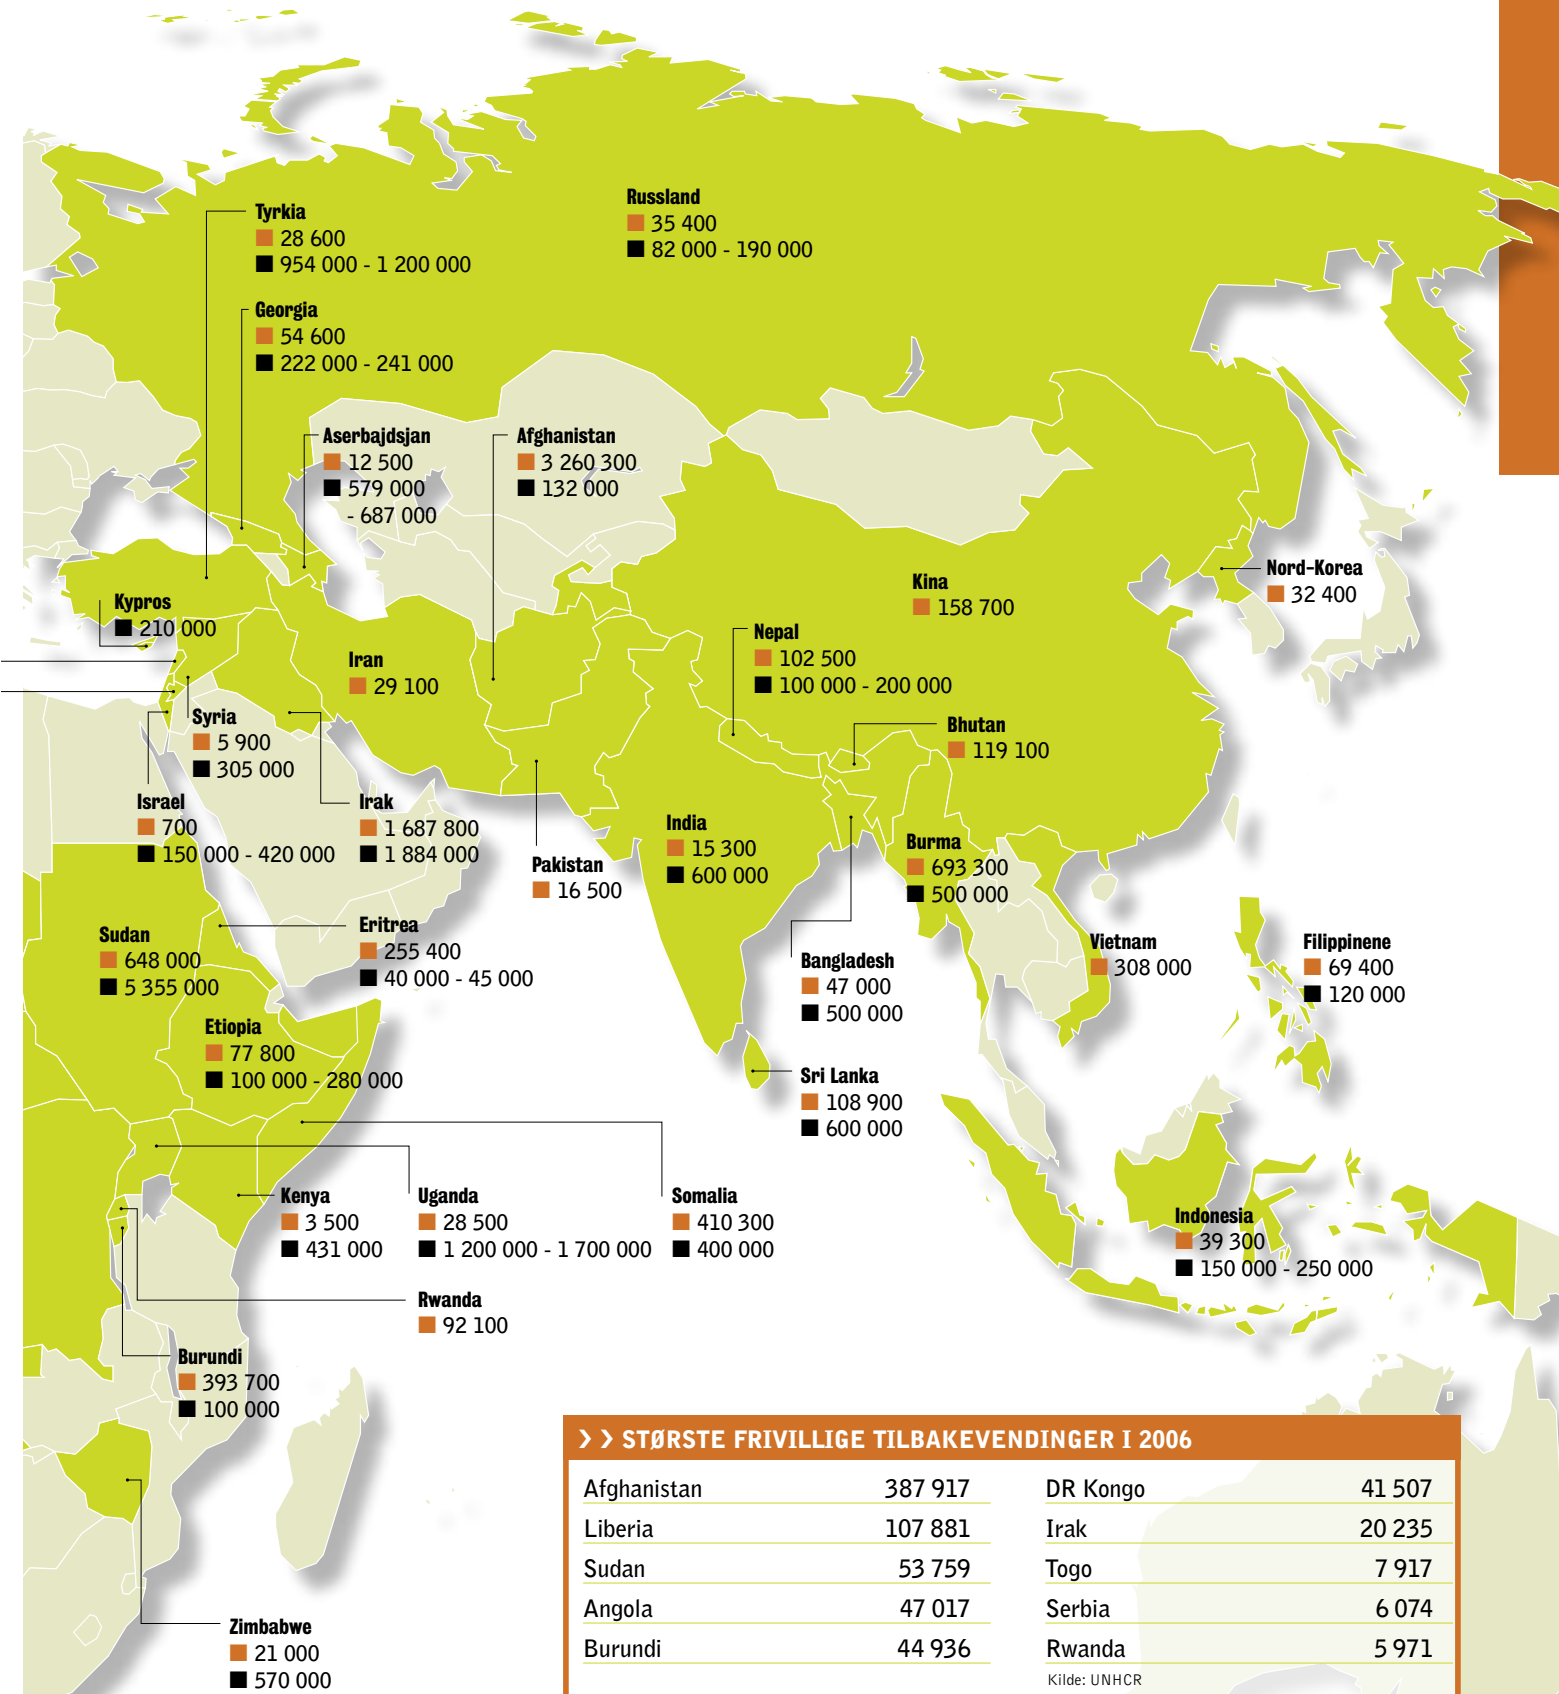 Russland
35 400
82 000 - 190 000
Tyrkia
28 600
954 000 - 1 200 000
Georgia
54 600
222 000 - 241 000
Aserbajdsjan
12 500
579 000
- 687 000
Afghanistan
3 260 300
132 000
Nord-Korea
32 400
Kina
158 700
Kypros
210 000
Nepal
102 500
100 000 - 200 000
Iran
29 100
Bhutan
119 100
Syria
5 900
305 000
Israel
700
150 000 - 420 000
Irak
1 687 800
1 884 000
Pakistan
16 500
India
15 300
600 000
Burma
693 300
500 000
Eritrea
255 400
40 000 - 45 000
Sudan
648 000
5 355 000
Vietnam
308 000
Filippinene
69 400
120 000
Bangladesh
47 000
500 000
Etiopia
77 800
100 000 - 280 000
Sri Lanka
108 900
600 000
Kenya
3 500
431 000
Uganda
28 500
1 200 000 - 1 700 000
Somalia
410 300
400 000
Indonesia
39 300
150 000 - 250 000
Rwanda
92 100
Burundi
393 700
100 000
Zimbabwe
21 000
570 000
›› STØRSTE FRIVILLIGE TILBAKEVENDINGER I 2006
Afghanistan 387 917
Liberia 107 881
Sudan 53 759
Angola 47 017
Burundi 44 936
DR Kongo 41 507
Irak 20 235
Togo 7 917
Serbia 6 074
Rwanda 5 971
Kilde: UNHCR